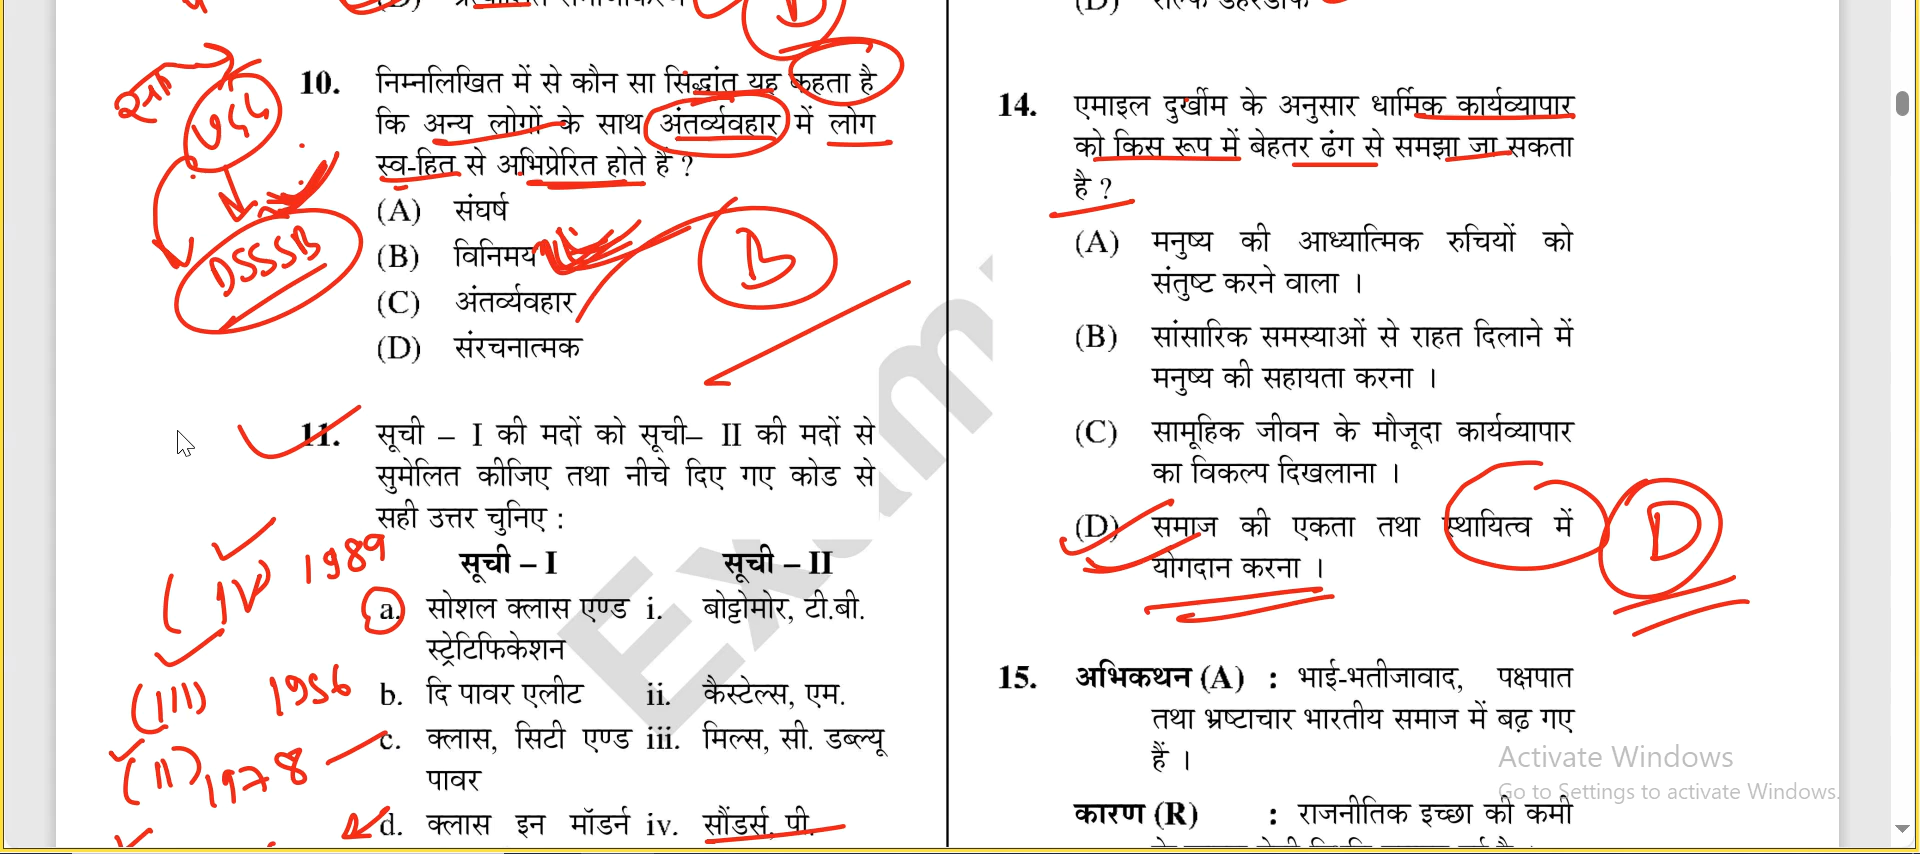 (D)
D
10. निम्नलिखित में से कौन सा सिद्धांत यह कहता है
कि अन्य लोगों के साथ अंतर्व्यवहार में लोग
स्व-हित से अभिप्रेरित होते हैं ?
(A) संघर्ष
(B) विनिमय
(C) अंतर्व्यवहार
(D) संरचनात्मक
B
DSSSB
11. सूची – I की मदों को सूची– II की मदों से
सुमेलित कीजिए तथा नीचे दिए गए कोड से
सही उत्तर चुनिए :
सूची – I सूची – II
(IV) 1989
a. सोशल क्लास एण्ड i. बोट्टोमोर, टी.बी.
स्ट्रेटिफिकेशन
(III) 1956
b. दि पावर एलीट ii. कैस्टेल्स, एम.
(II) 1978
c. क्लास, सिटी एण्ड iii. मिल्स, सी. डब्ल्यू
पावर
d. क्लास इन मॉडर्न iv. सौंडर्स, पी.
(D)
14. एमाइल दुर्खीम के अनुसार धार्मिक कार्यव्यापार
को किस रूप में बेहतर ढंग से समझा जा सकता
है ?
(A) मनुष्य की आध्यात्मिक रुचियों को
संतुष्ट करने वाला ।
(B) सांसारिक समस्याओं से राहत दिलाने में
मनुष्य की सहायता करना ।
(C) सामूहिक जीवन के मौजूदा कार्यव्यापार
का विकल्प दिखलाना ।
(D) समाज की एकता तथा स्थायित्व में
योगदान करना ।
D
15. अभिकथन (A) : भाई-भतीजावाद, पक्षपात
तथा भ्रष्टाचार भारतीय समाज में बढ़ गए
हैं ।
कारण (R) : राजनीतिक इच्छा की कमी
Activate Windows
Go to Settings to activate Windows.